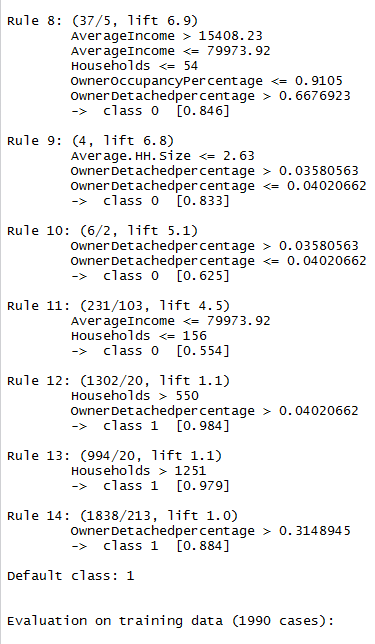 Rule 8: (37/5, lift 6.9)
AverageIncome > 15408.23
AverageIncome <= 79973.92
Households <= 54
OwnerOccupancyPercentage <= 0.9105
OwnerDetachedpercentage > 0.6676923
-> class 0 [0.846]
Rule 9: (4, lift 6.8)
Average.HH.Size <= 2.63
OwnerDetachedpercentage > 0.03580563
OwnerDetachedpercentage <= 0.04020662
-> class 0 [0.833]
Rule 10: (6/2, lift 5.1)
OwnerDetachedpercentage > 0.03580563
OwnerDetachedpercentage <= 0.04020662
-> class 0 [0.625]
Rule 11: (231/103, lift 4.5)
AverageIncome <= 79973.92
Households <= 156
-> class 0 [0.554]
Rule 12: (1302/20, lift 1.1)
Households > 550
OwnerDetachedpercentage > 0.04020662
-> class 1 [0.984]
Rule 13: (994/20, lift 1.1)
Households > 1251
-> class 1 [0.979]
Rule 14: (1838/213, lift 1.0)
OwnerDetachedpercentage > 0.3148945
-> class 1 [0.884]
Default class: 1
Evaluation on training data (1990 cases):